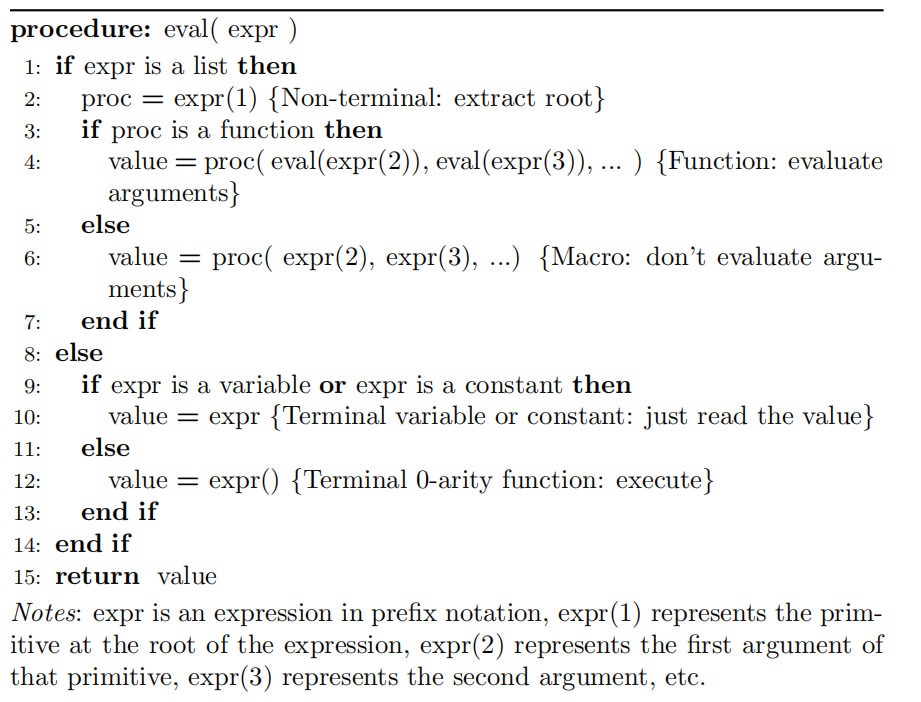 procedure: eval( expr )
1: if expr is a list then
2: proc = expr(1) {Non-terminal: extract root}
3: if proc is a function then
4: value = proc( eval(expr(2)), eval(expr(3)), ... ) {Function: evaluate
arguments}
5: else
6: value = proc( expr(2), expr(3), ...) {Macro: don't evaluate argu-
ments}
7: end if
8: else
9: if expr is a variable or expr is a constant then
10: value = expr {Terminal variable or constant: just read the value}
11: else
12: value = expr() {Terminal 0-arity function: execute}
13: end if
14: end if
15: return value
Notes: expr is an expression in prefix notation, expr(1) represents the prim-
itive at the root of the expression, expr(2) represents the first argument of
that primitive, expr(3) represents the second argument, etc.